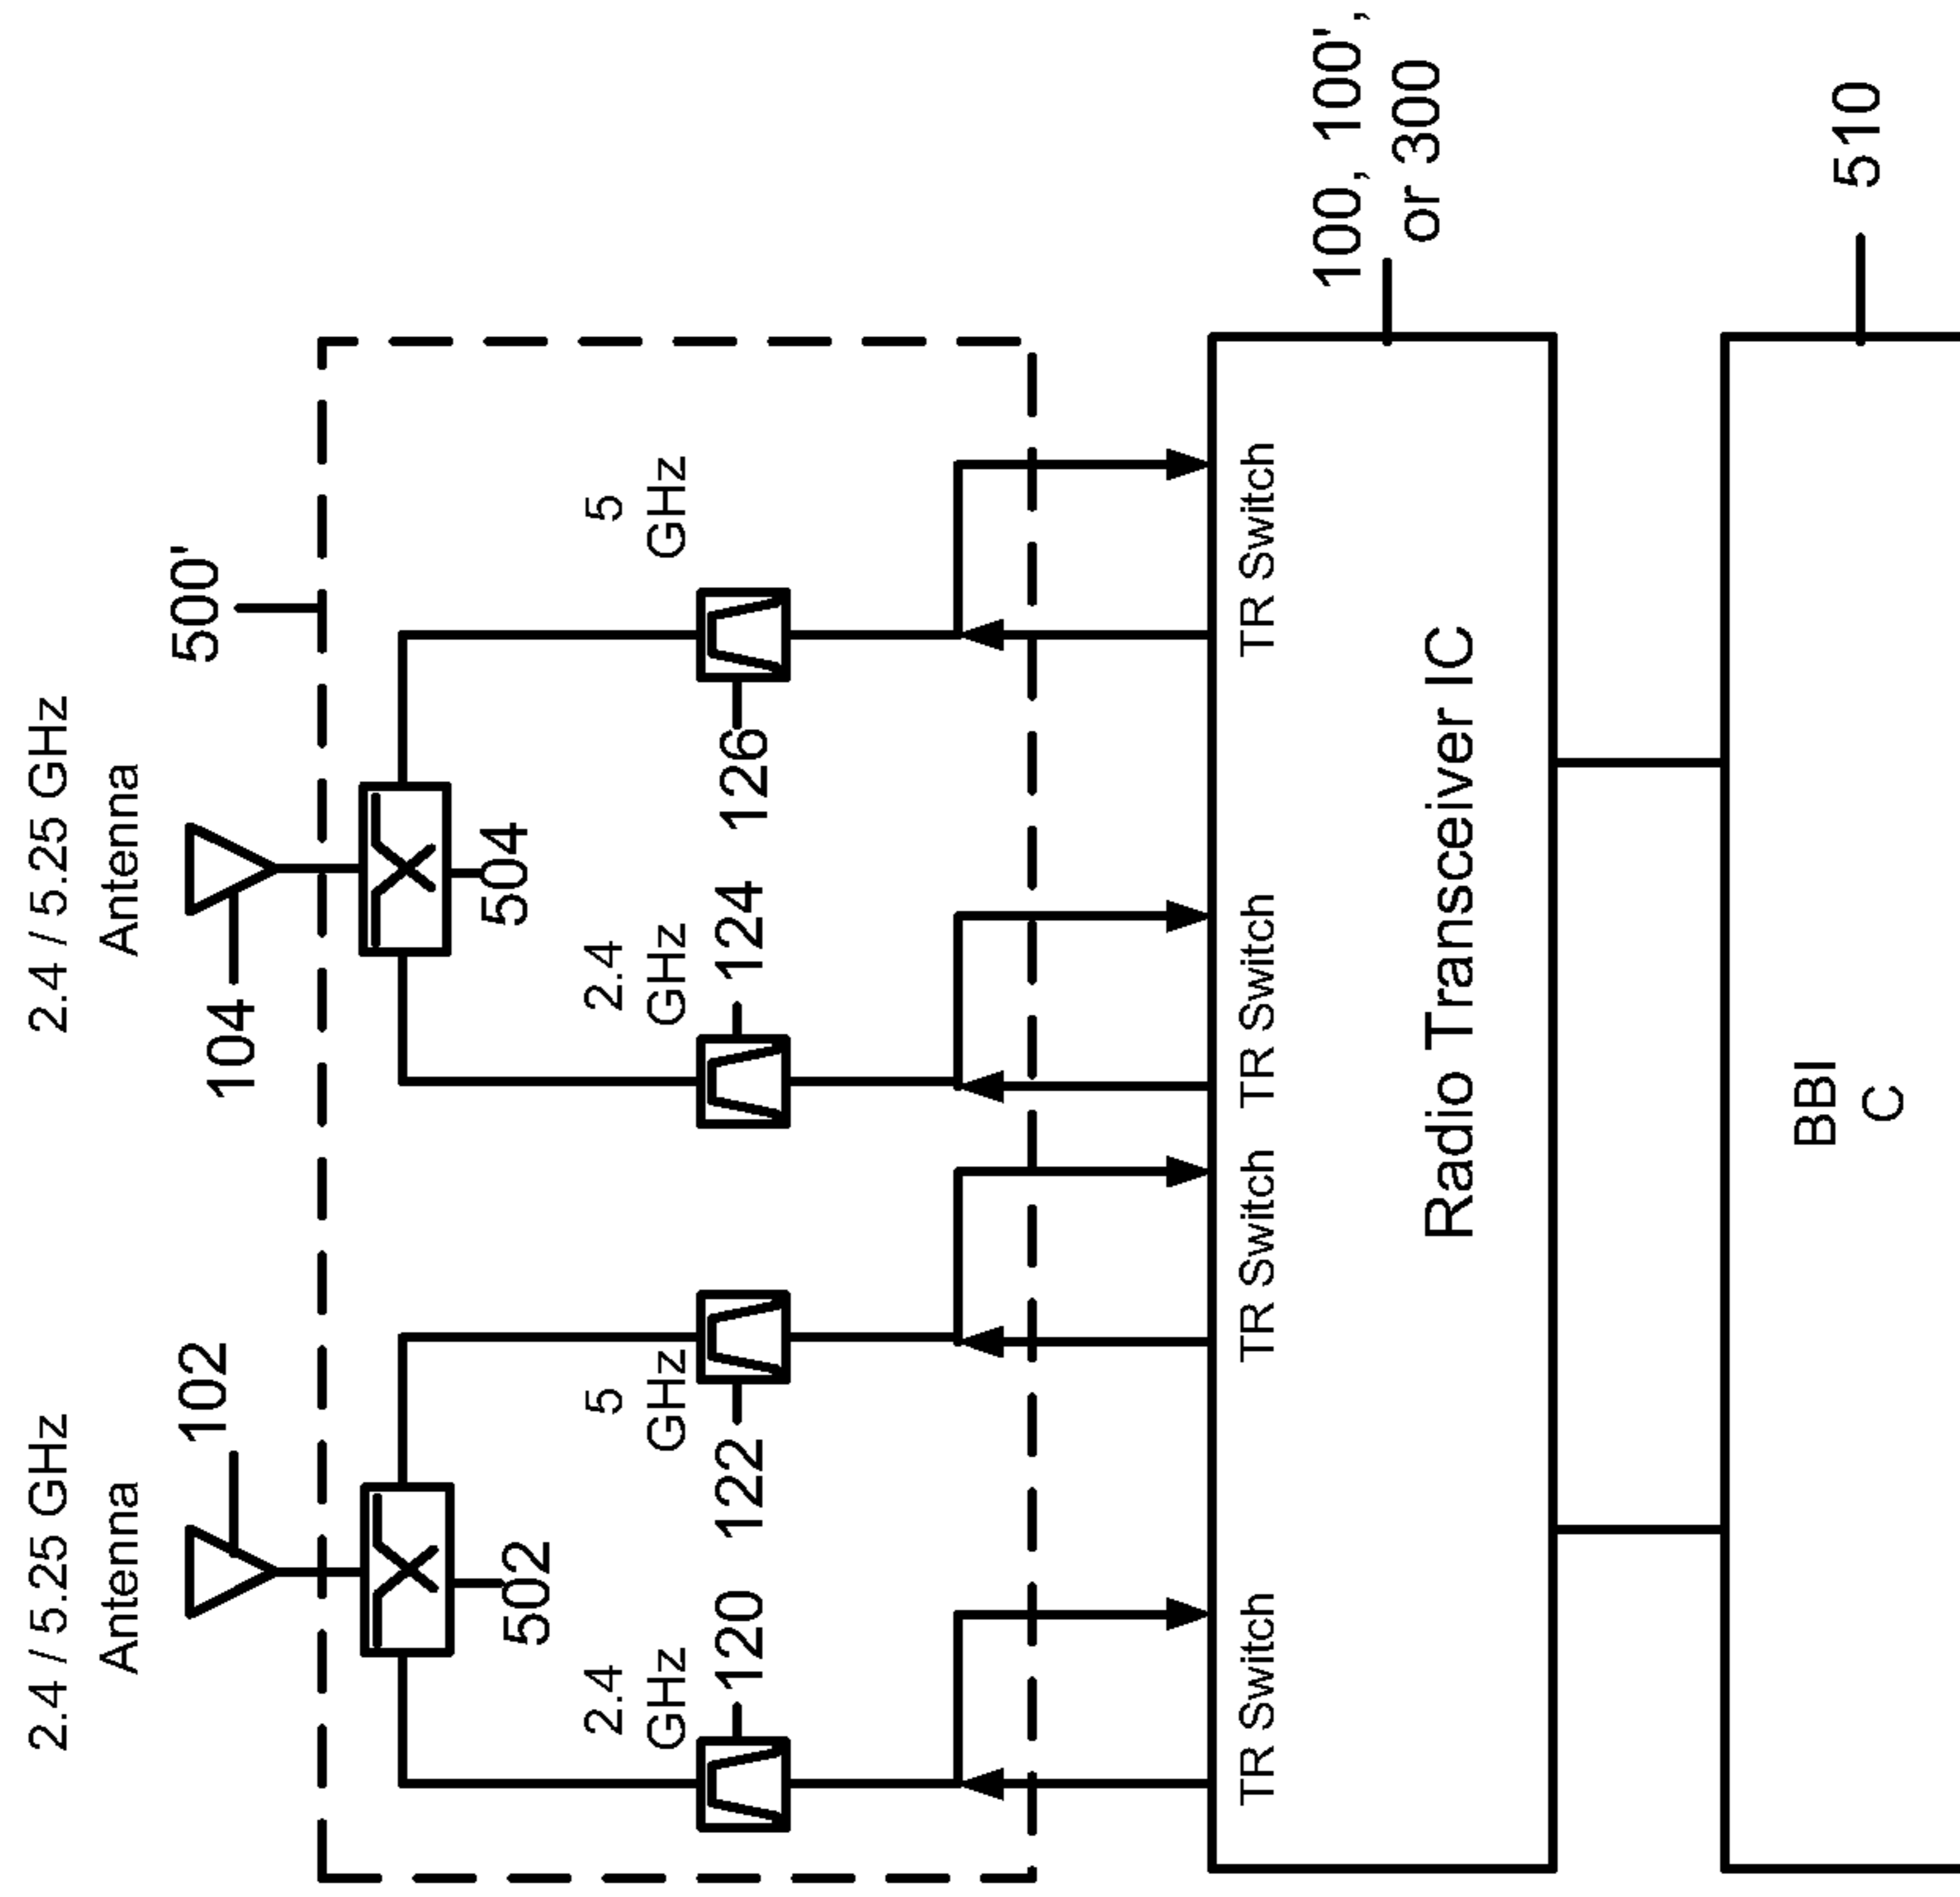 2.4 / 5.25 GHz
Antenna
2.4 / 5.25 GHz
Antenna
102
104
500'
502
504
2.4
GHz
5
GHz
2.4
GHz
5
GHz
120
122
124
126
TR Switch
TR Switch
TR Switch
TR Switch
Radio Transceiver IC
100, 100',
or 300
BBI
C
510